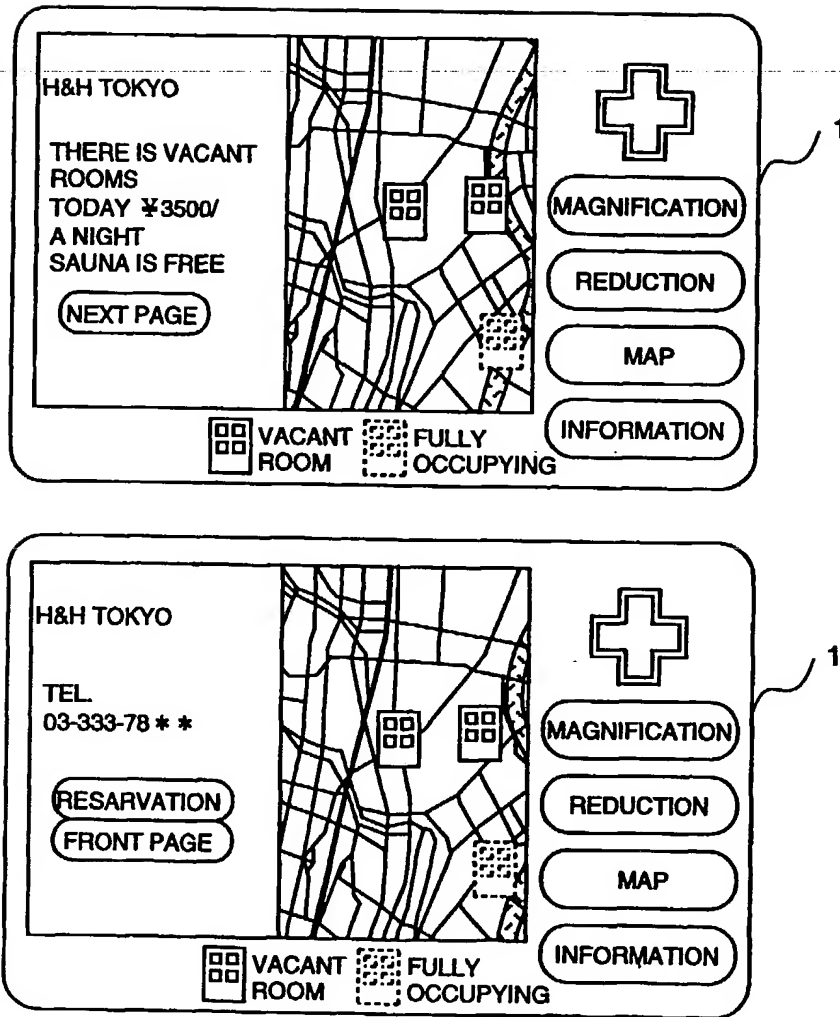 H&H TOKYO
THERE IS VACANT
ROOMS
TODAY ¥3500/
A NIGHT
SAUNA IS FREE
NEXT PAGE
MAGNIFICATION
REDUCTION
MAP
INFORMATION
VACANT
ROOM
FULLY
OCCUPYING
1
H&H TOKYO
TEL.
03-333-78**
RESARVATION
FRONT PAGE
MAGNIFICATION
REDUCTION
MAP
INFORMATION
VACANT
ROOM
FULLY
OCCUPYING
1